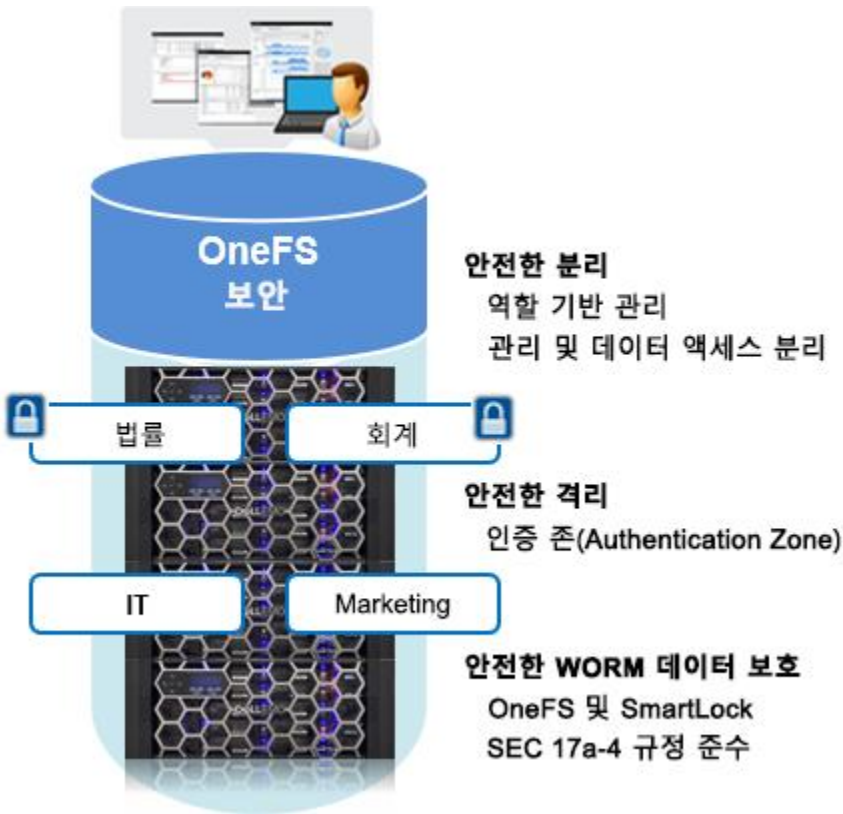 OneFS
보안
안전한 분리
역할 기반 관리
관리 및 데이터 액세스 분리
법률
회계
안전한 격리
인증 존(Authentication Zone)
IT
Marketing
안전한 WORM 데이터 보호
OneFS 및 SmartLock
SEC 17a-4 규정 준수